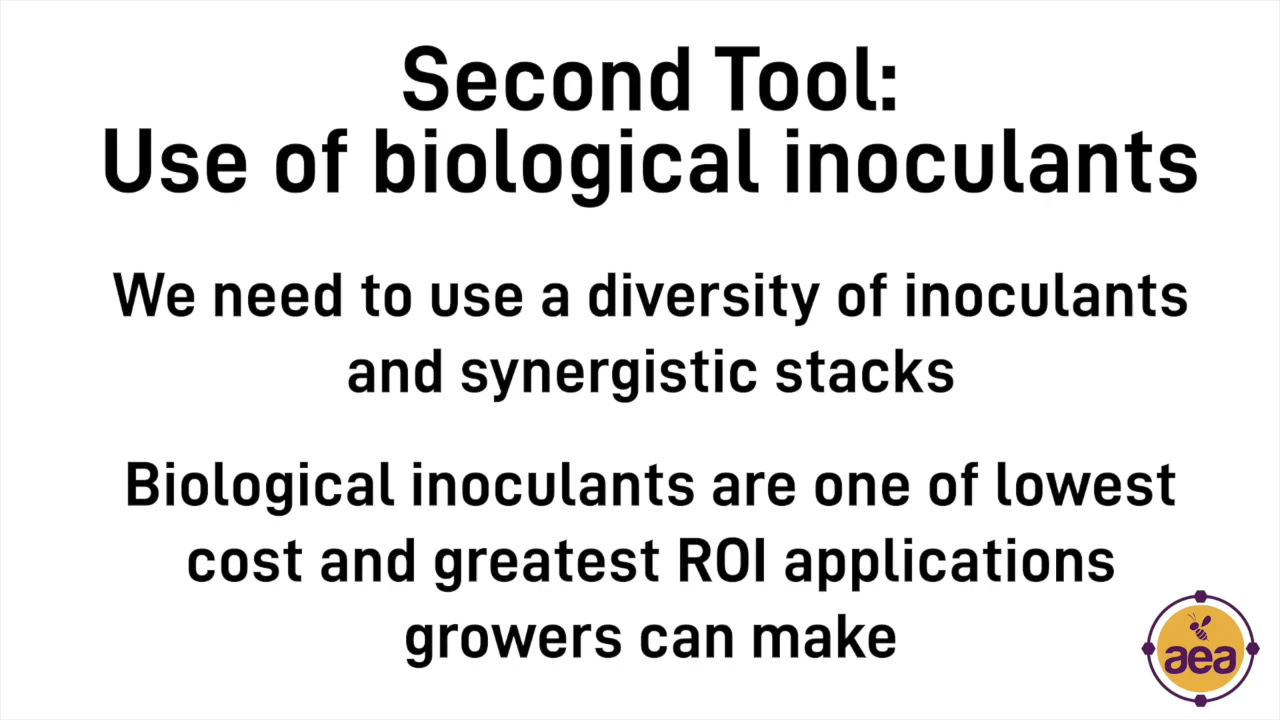 Second Tool:
Use of biological inoculants
We need to use a diversity of inoculants
and synergistic stacks
Biological inoculants are one of lowest
cost and greatest ROI applications
growers can make
aea